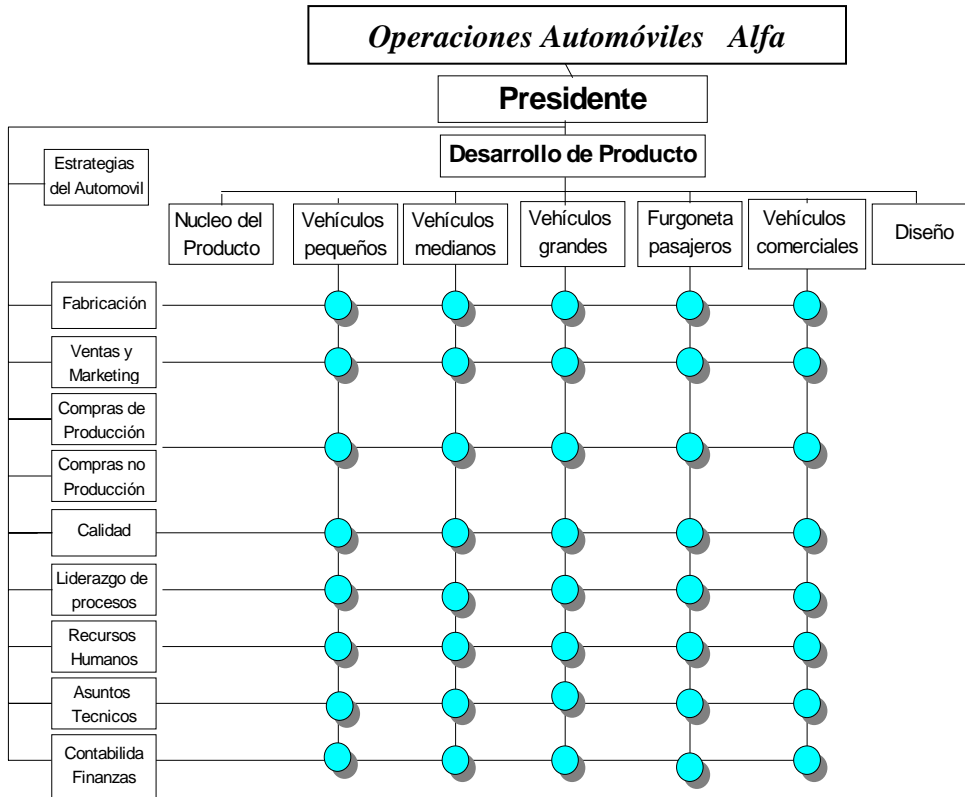 Operaciones Automóviles Alfa
Presidente
Desarrollo de Producto
Estrategias
del Automovil
Nucleo del
Producto
Vehículos
pequeños
Vehículos
medianos
Vehículos
grandes
Furgoneta
pasajeros
Vehículos
comerciales
Diseño
Fabricación
Ventas y
Marketing
Compras de
Producción
Compras no
Producción
Calidad
Liderazgo de
procesos
Recursos
Humanos
Asuntos
Tecnicos
Contabilida
Finanzas